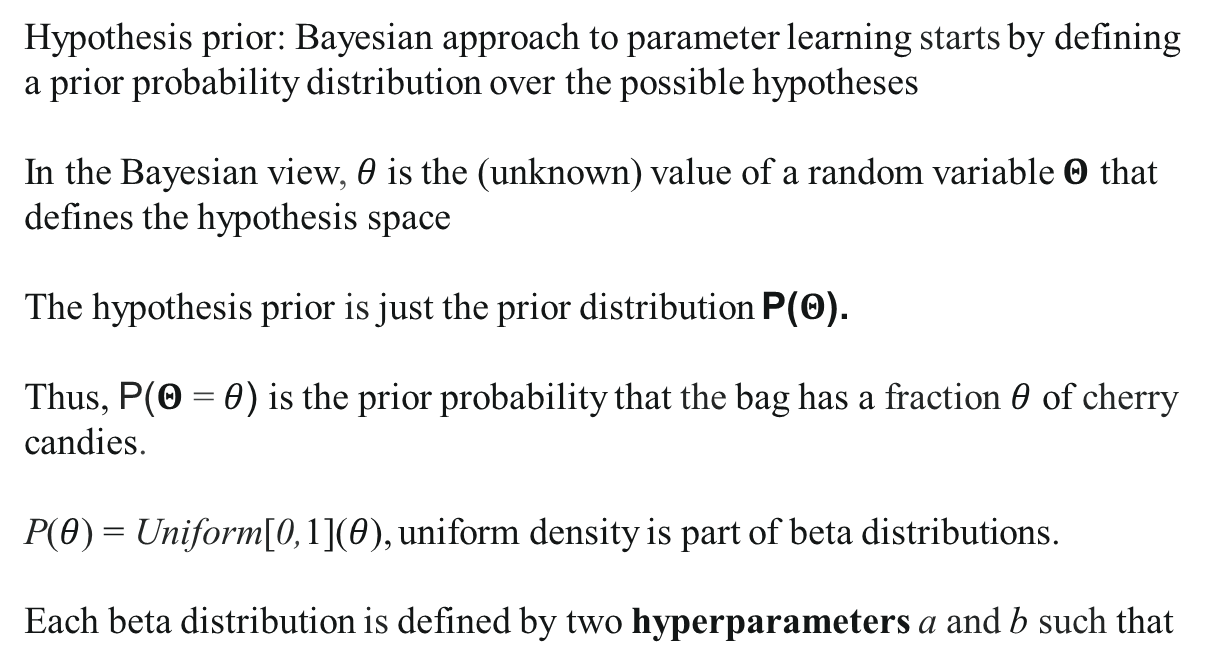 Hypothesis prior: Bayesian approach to parameter learning starts by defining
a prior probability distribution over the possible hypotheses
In the Bayesian view, θ is the (unknown) value of a random variable Θ that
defines the hypothesis space
The hypothesis prior is just the prior distribution P(Θ).
Thus, P(Θ = θ) is the prior probability that the bag has a fraction θ of cherry
candies.
P(θ) = Uniform[0,1](θ), uniform density is part of beta distributions.
Each beta distribution is defined by two hyperparameters a and b such that